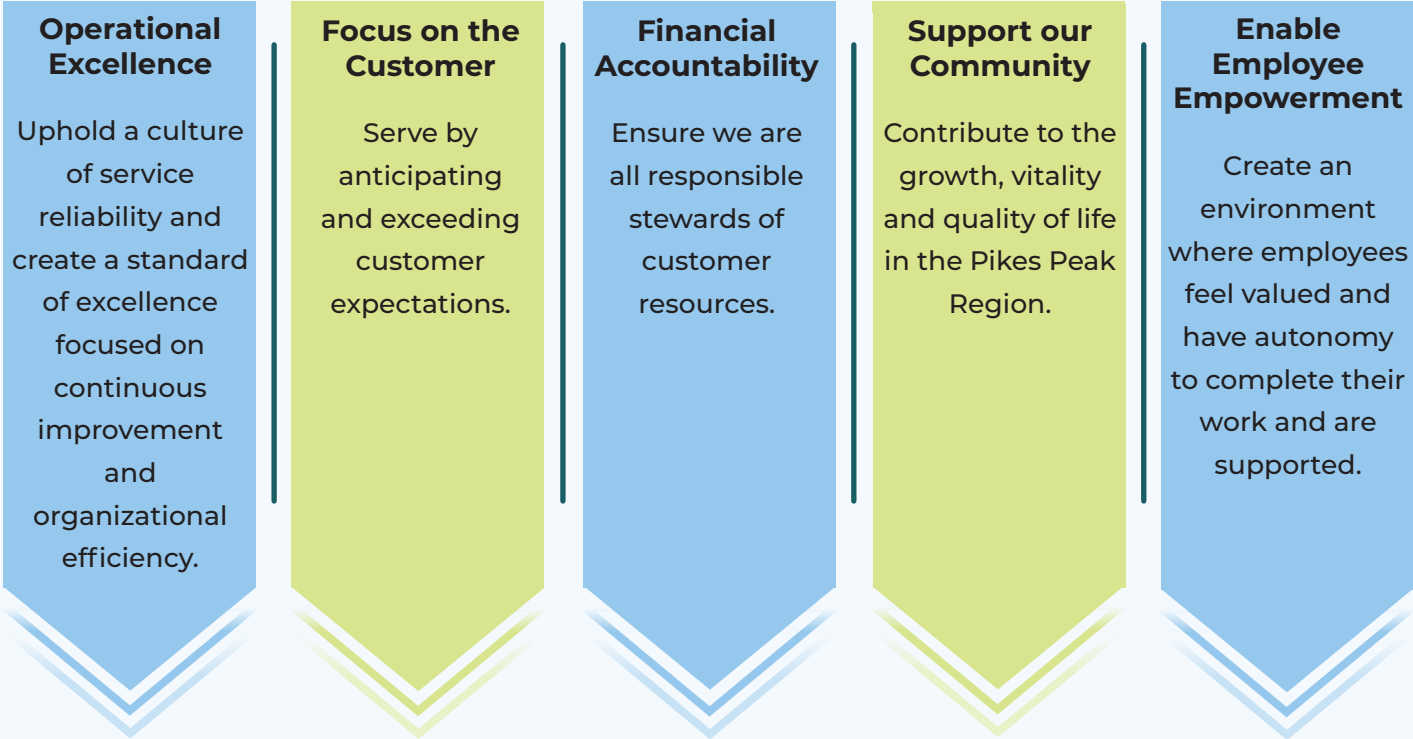 Operational
Excellence
Uphold a culture
of service
reliability and
create a standard
of excellence
focused on
continuous
improvement
and
organizational
efficiency.
Focus on the
Customer
Serve by
anticipating
and exceeding
customer
expectations.
Financial
Accountability
Ensure we are
all responsible
stewards of
customer
resources.
Support our
Community
Contribute to the
growth, vitality
and quality of life
in the Pikes Peak
Region.
Enable
Employee
Empowerment
Create an
environment
where employees
feel valued and
have autonomy
to complete their
work and are
supported.